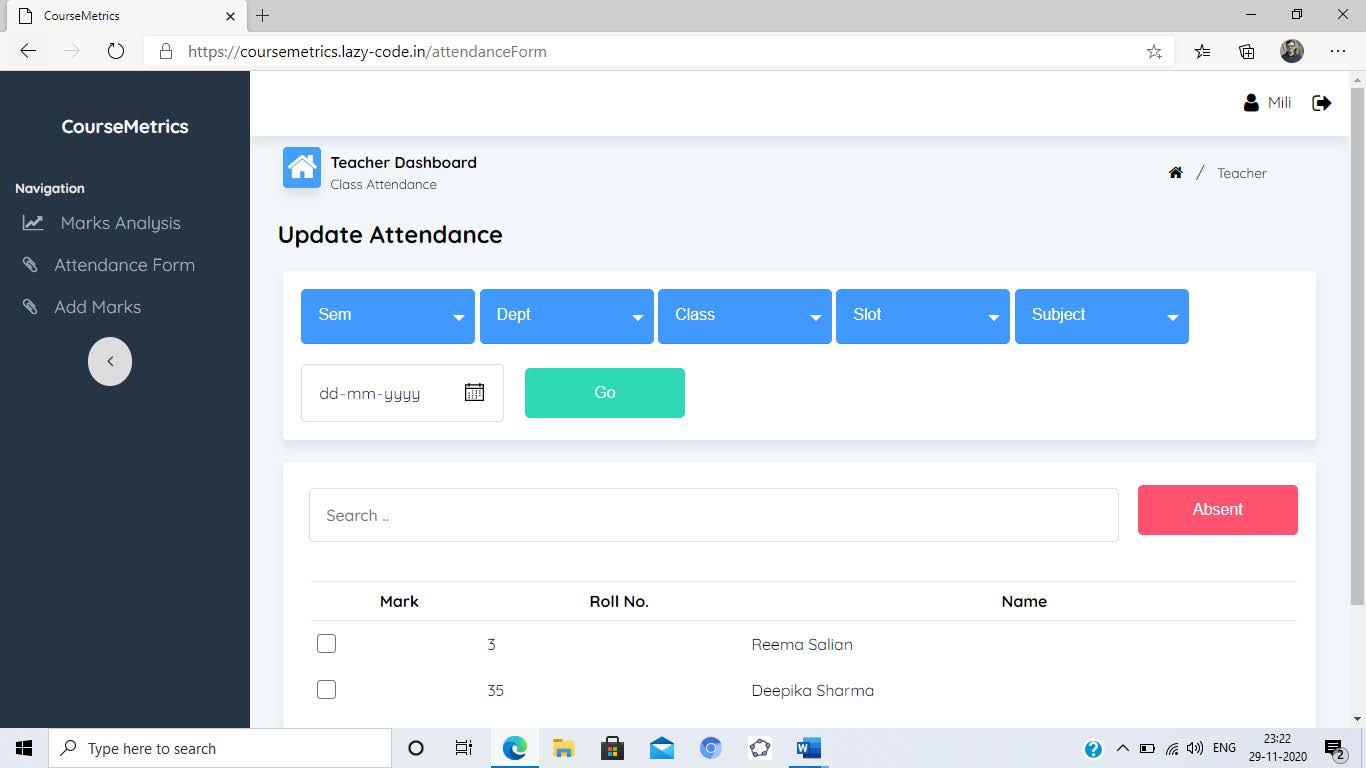 CourseMetrics
https://coursemetrics.lazy-code.in/attendanceForm
CourseMetrics
Mili
Teacher Dashboard
Class Attendance
/ Teacher
Navigation
Marks Analysis
Attendance Form
Add Marks
Update Attendance
Sem Dept Class Slot Subject
dd-mm-yyyy Go
Search .. Absent
Mark Roll No. Name
3 Reema Salian
35 Deepika Sharma
Type here to search
ENG
23:22
29-11-2020
2